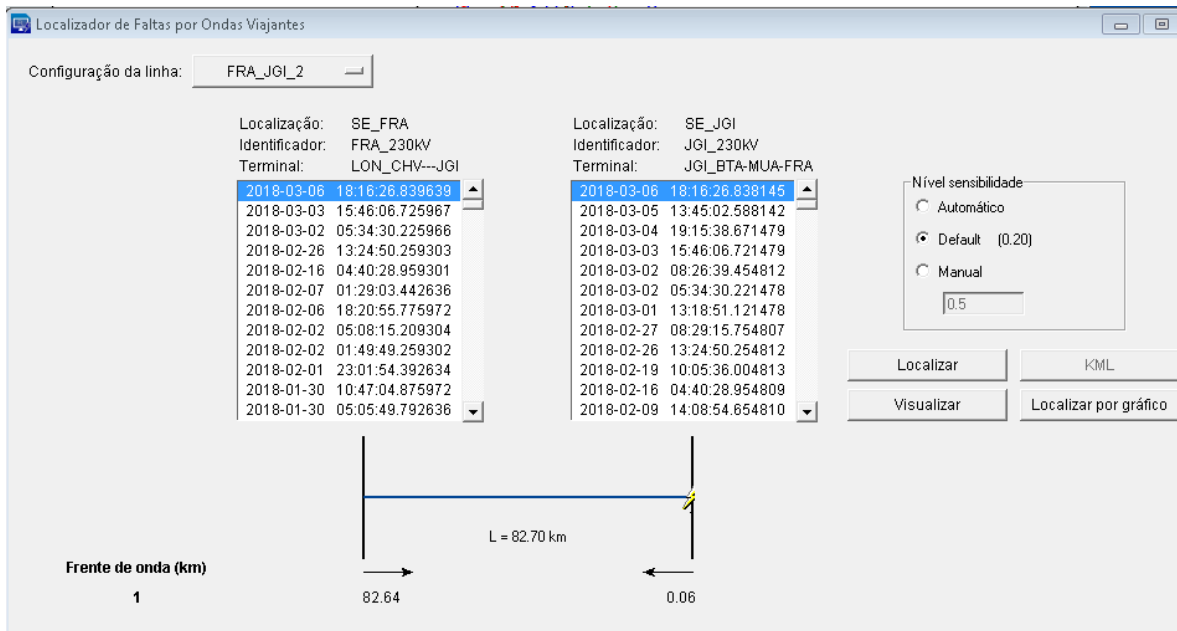 Localizador de Faltas por Ondas Viajantes
Configuração da linha: FRA_JGI_2
Localização: SE_FRA
Identificador: FRA_230kV
Terminal: LON_CHV---JGI
2018-03-06 18:16:26.839639
2018-03-03 15:46:06.725967
2018-03-02 05:34:30.225966
2018-02-26 13:24:50.259303
2018-02-16 04:40:28.959301
2018-02-07 01:29:03.442636
2018-02-06 18:20:55.775972
2018-02-02 05:08:15.209304
2018-02-02 01:49:49.259302
2018-02-01 23:01:54.392634
2018-01-30 10:47:04.875972
2018-01-30 05:05:49.792636
Localização: SE_JGI
Identificador: JGI_230kV
Terminal: JGI_BTA-MUA-FRA
2018-03-06 18:16:26.838145
2018-03-05 13:45:02.588142
2018-03-04 19:15:38.671479
2018-03-03 15:46:06.721479
2018-03-02 08:26:39.454812
2018-03-02 05:34:30.221478
2018-03-01 13:18:51.121478
2018-02-27 08:29:15.754807
2018-02-26 13:24:50.254812
2018-02-19 10:05:36.004813
2018-02-16 04:40:28.954809
2018-02-09 14:08:54.654810
Nível sensibilidade
Automático
Default (0.20)
Manual
0.5
Localizar KML
Visualizar Localizar por gráfico
L = 82.70 km
Frente de onda (km)
1 82.64 0.06